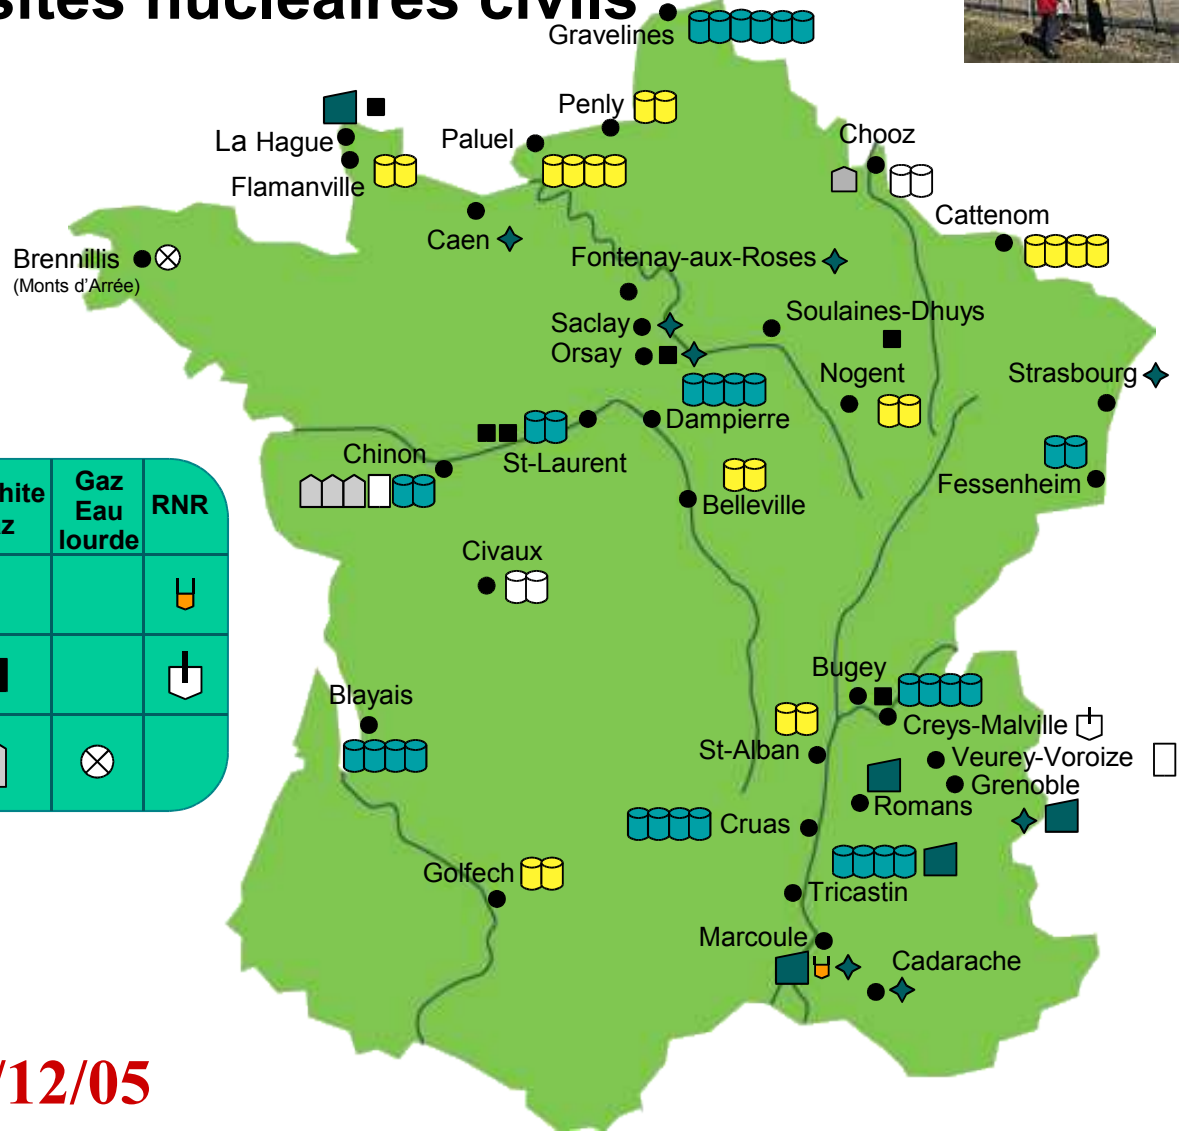 sites nucléaires civils
Gravelines
Penly
Chooz
La Hague
Paluel
Flamanville
Cattenom
Caen
Fontenay-aux-Roses
Brennillis
(Monts d'Arrée)
Soulaines-Dhuys
Saclay
Orsay
Nogent
Strasbourg
Dampierre
Chinon
St-Laurent
Belleville
Fessenheim
Gaz
Eau
lourde
RNR
Civaux
Bugey
Blayais
Creys-Malville
St-Alban
Veurey-Voroize
Grenoble
Romans
Cruas
Golfech
Tricastin
Marcoule
Cadarache
/12/05